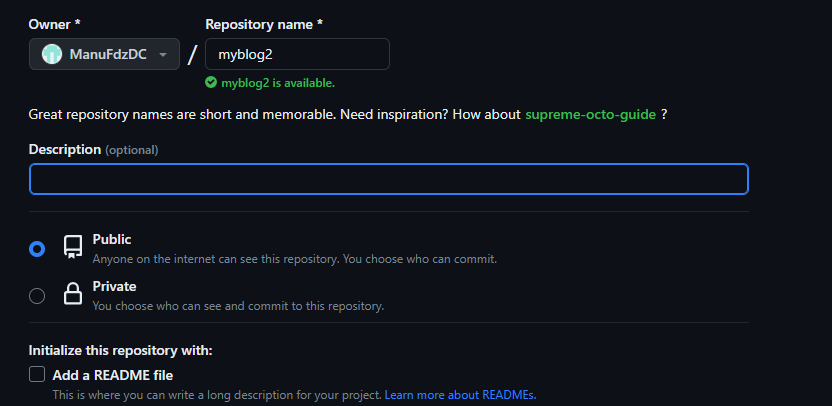 Owner * Repository name *
ManuFdzDC / myblog2
myblog2 is available.
Great repository names are short and memorable. Need inspiration? How about supreme-octo-guide ?
Description (optional)
Public
Anyone on the internet can see this repository. You choose who can commit.
Private
You choose who can see and commit to this repository.
Initialize this repository with:
Add a README file
This is where you can write a long description for your project. Learn more about READMEs.